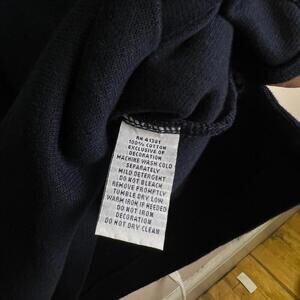 RN 41381
100% COTTON
EXCLUSIVE OF
DECORATION
MACHINE WASH COLD
SEPARATELY
MILD DETERGENT
DO NOT BLEACH
REMOVE PROMPTLY
TUMBLE DRY LOW
WARM IRON IF NEEDED
DO NOT IRON
DECORATION
DO NOT DRY CLEAN